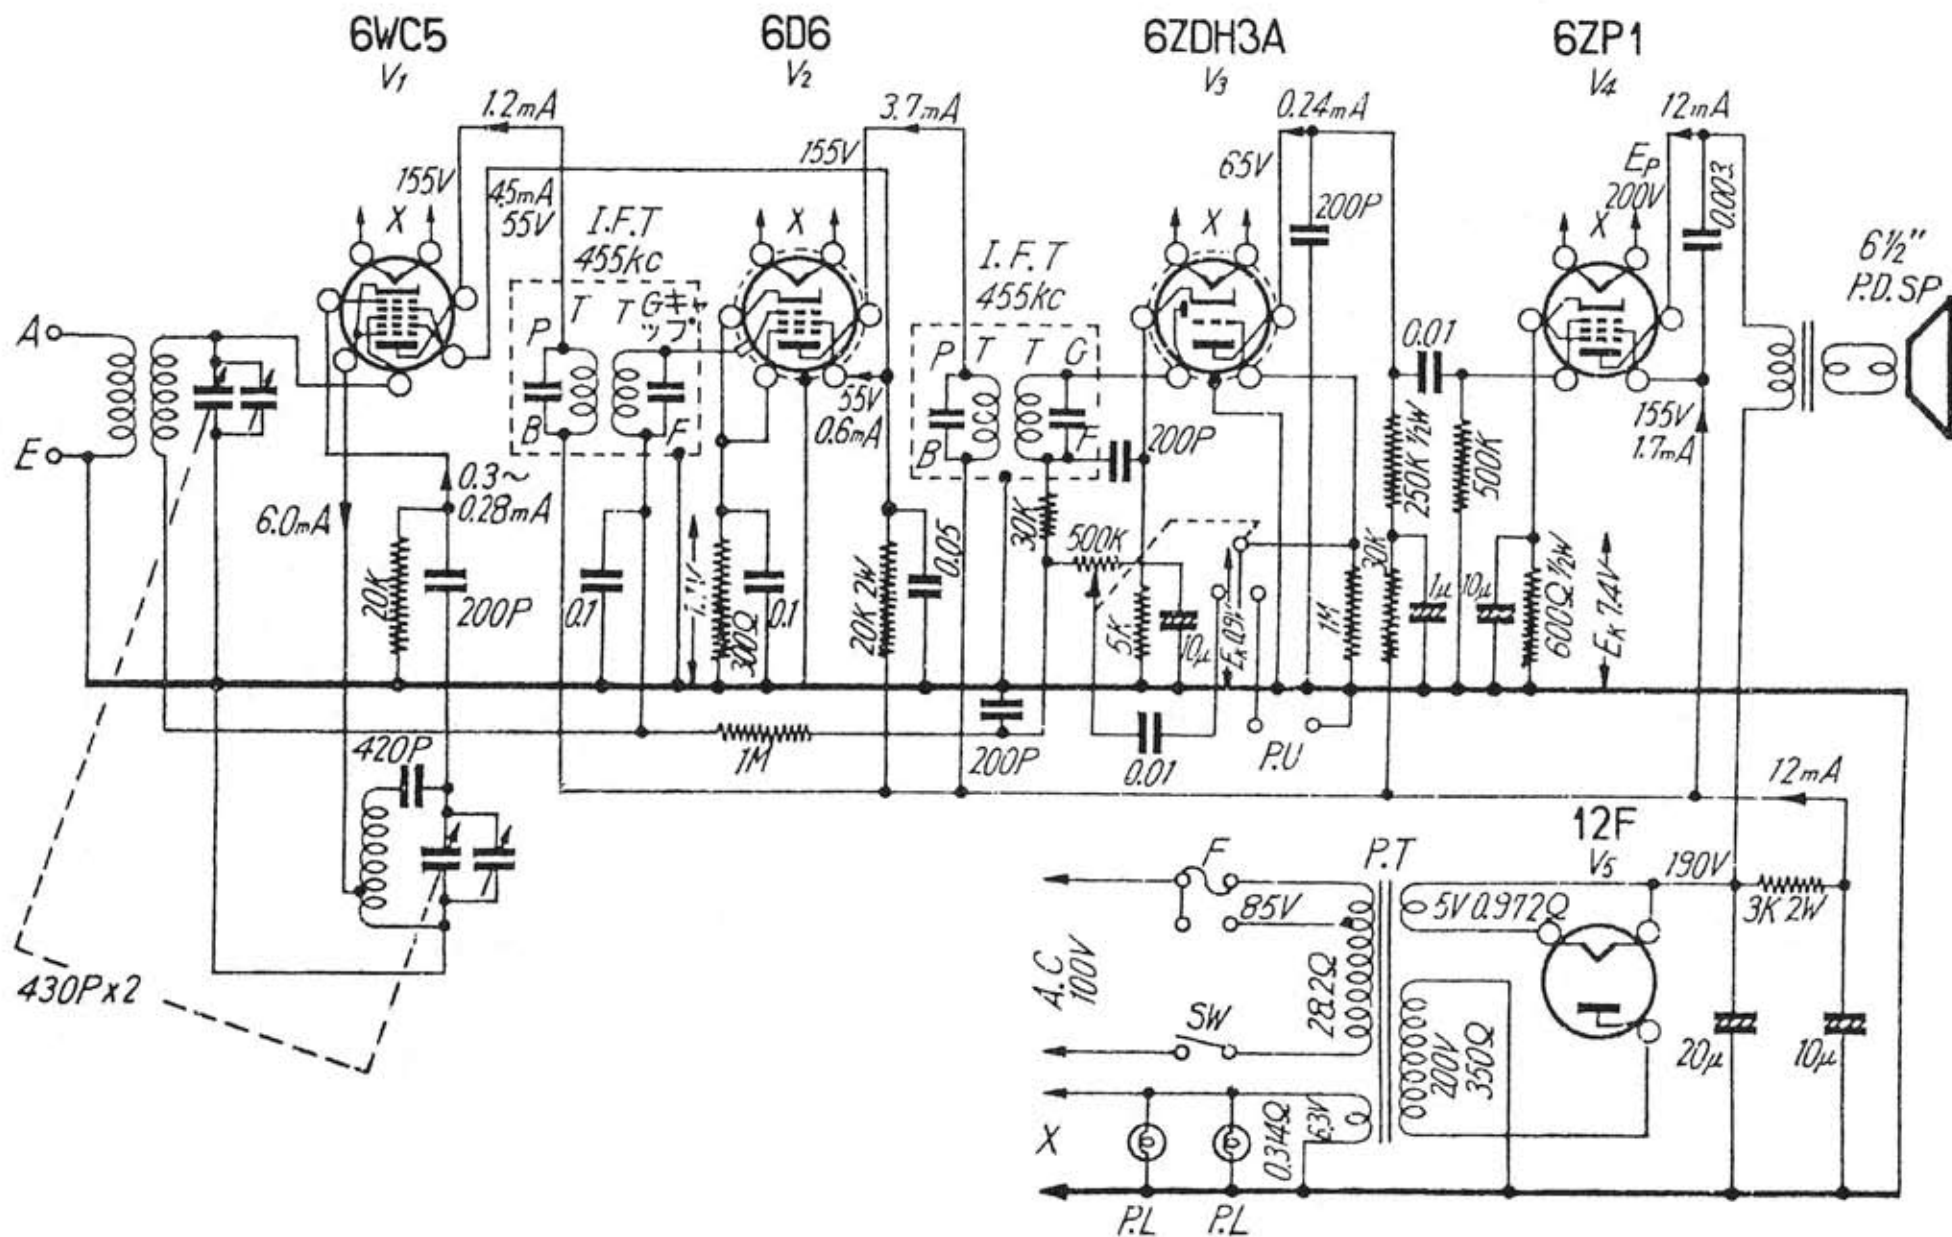 6WC5
V1
6D6
V2
6ZDH3A
V3
6ZP1
V4
1.2mA
3.7mA
0.24mA
12mA
155V
4.5mA
55V
155V
65V
EP
200V
0.003
X
X
X
X
I.F.T
455kc
I.F.T
455kc
200P
6½"
P.D.SP
A
E
P
T
T
Gキャップ
B
F
P
T
T
G
B
F
55V
0.6mA
200P
0.01
155V
1.7mA
250K ½W
500K
0.3~
0.28mA
6.0mA
20K
200P
0.1
300Ω
0.1
20K 2W
0.05
30K
500K
5K
10μ
EK 0.9V
1M
30K
1μ
10μ
600Ω ½W
EK 7.4V
420P
1M
200P
0.01
P.U
12mA
430P×2
F
P.T
12F
V5
190V
85V
5V 0.972Ω
3K 2W
A.C
100V
28.2Ω
SW
200V
350Ω
20μ
10μ
X
0.314Ω
6.3V
P.L
P.L